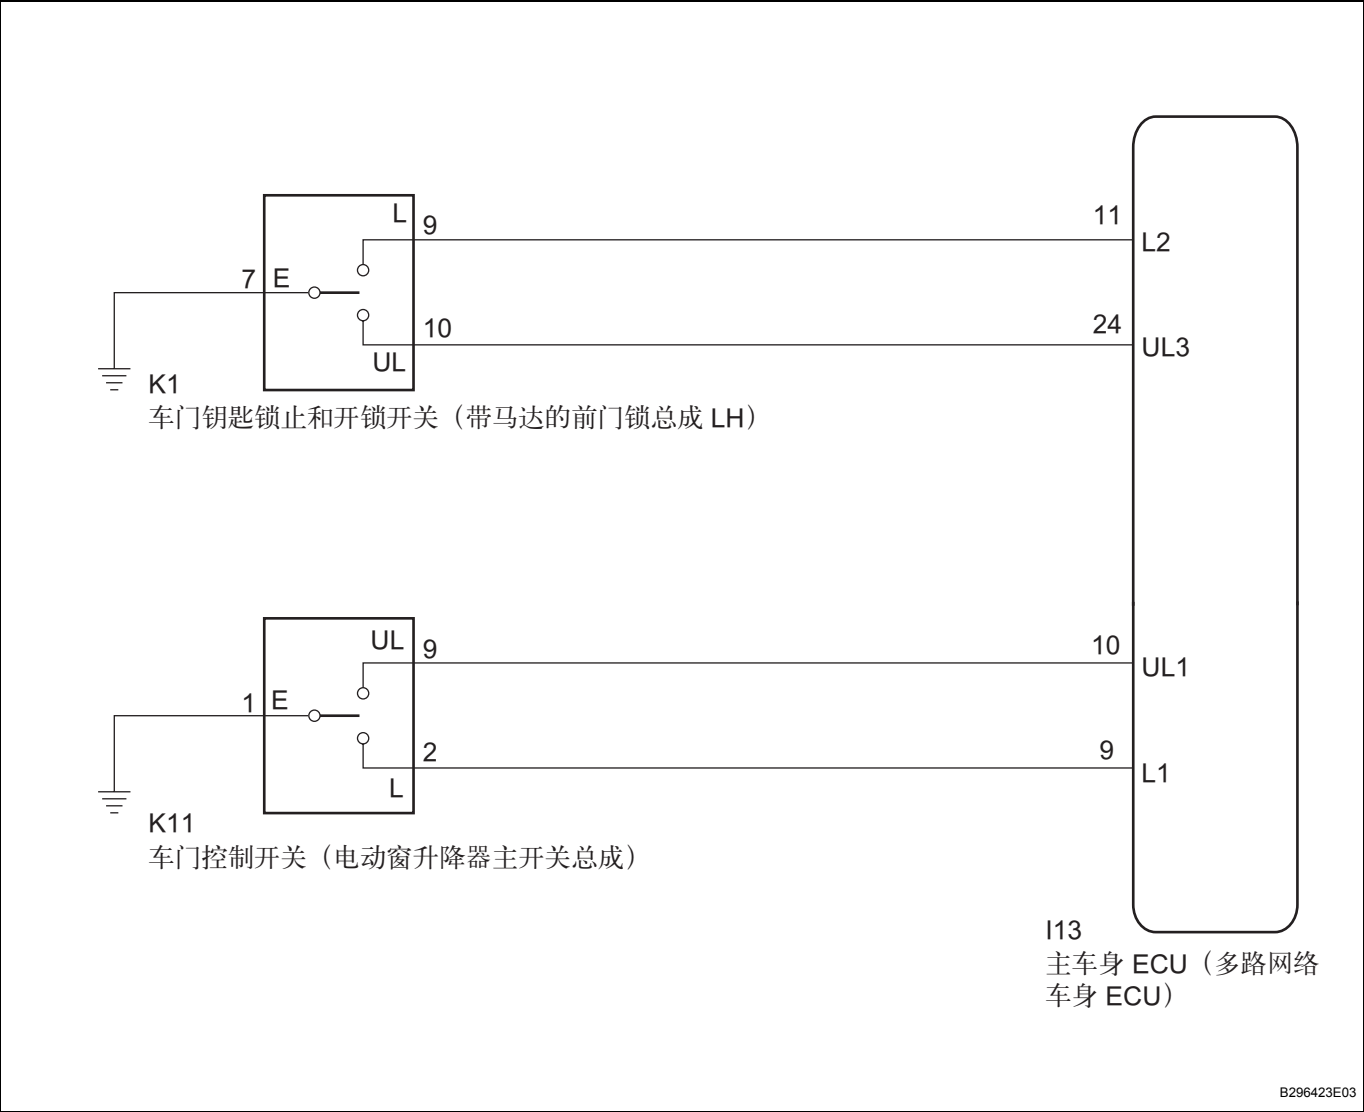 L
9
11
L2
7
E
10
24
UL3
UL
K1
车门钥匙锁止和开锁开关（带马达的前门锁总成 LH）
UL
9
10
UL1
1
E
2
9
L1
L
K11
车门控制开关（电动窗升降器主开关总成）
I13
主车身 ECU（多路网络
车身 ECU）
B296423E03